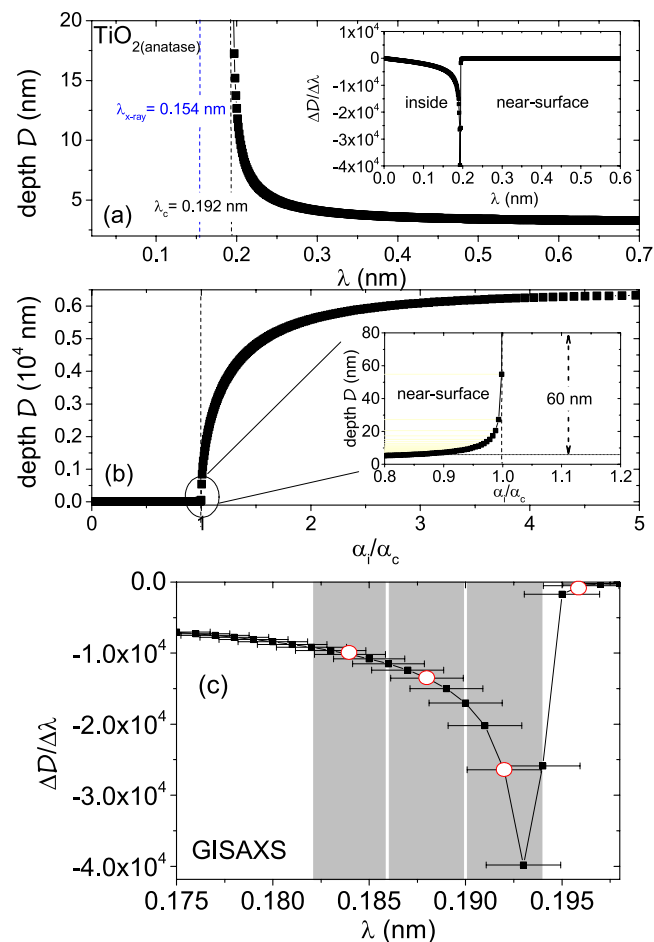 TiO2(anatase)
λx-ray= 0.154 nm
λc= 0.192 nm
(a)
depth D (nm)
20
15
10
5
0.1 0.2 0.3 0.4 0.5 0.6 0.7
λ (nm)
ΔD/Δλ
1x10^4
0
-1x10^4
-2x10^4
-3x10^4
-4x10^4
inside
near-surface
0.0 0.1 0.2 0.3 0.4 0.5 0.6
λ (nm)
(b)
depth D (10^4 nm)
0.6
0.4
0.2
0.0
0 1 2 3 4 5
αi/αc
depth D (nm)
80
60
40
20
0
near-surface
60 nm
0.8 0.9 1.0 1.1 1.2
αi/αc
(c)
ΔD/Δλ
0.0
-1.0x10^4
-2.0x10^4
-3.0x10^4
-4.0x10^4
GISAXS
0.175 0.180 0.185 0.190 0.195
λ (nm)